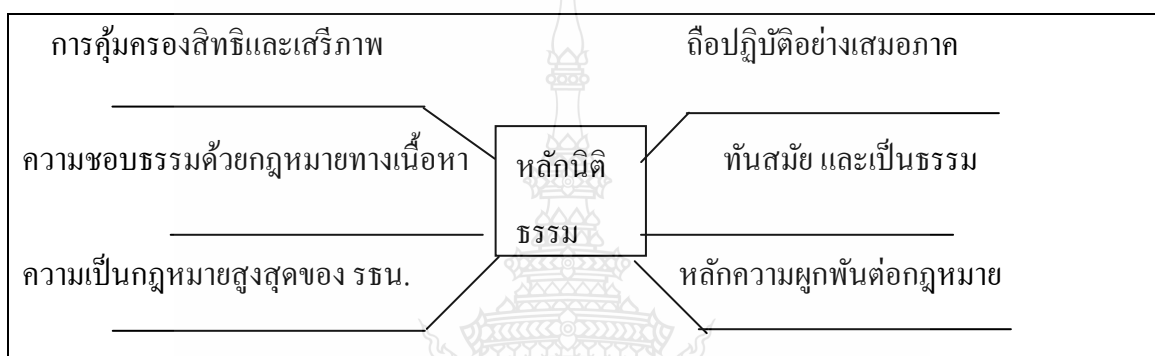 การคุ้มครองสิทธิและเสรีภาพ
ถือปฏิบัติอย่างเสมอภาค
ความชอบธรรมด้วยกฎหมายทางเนื้อหา
หลักนิติ
ธรรม
ทันสมัย และเป็นธรรม
ความเป็นกฎหมายสูงสุดของ รธน.
หลักความผูกพันต่อกฎหมาย